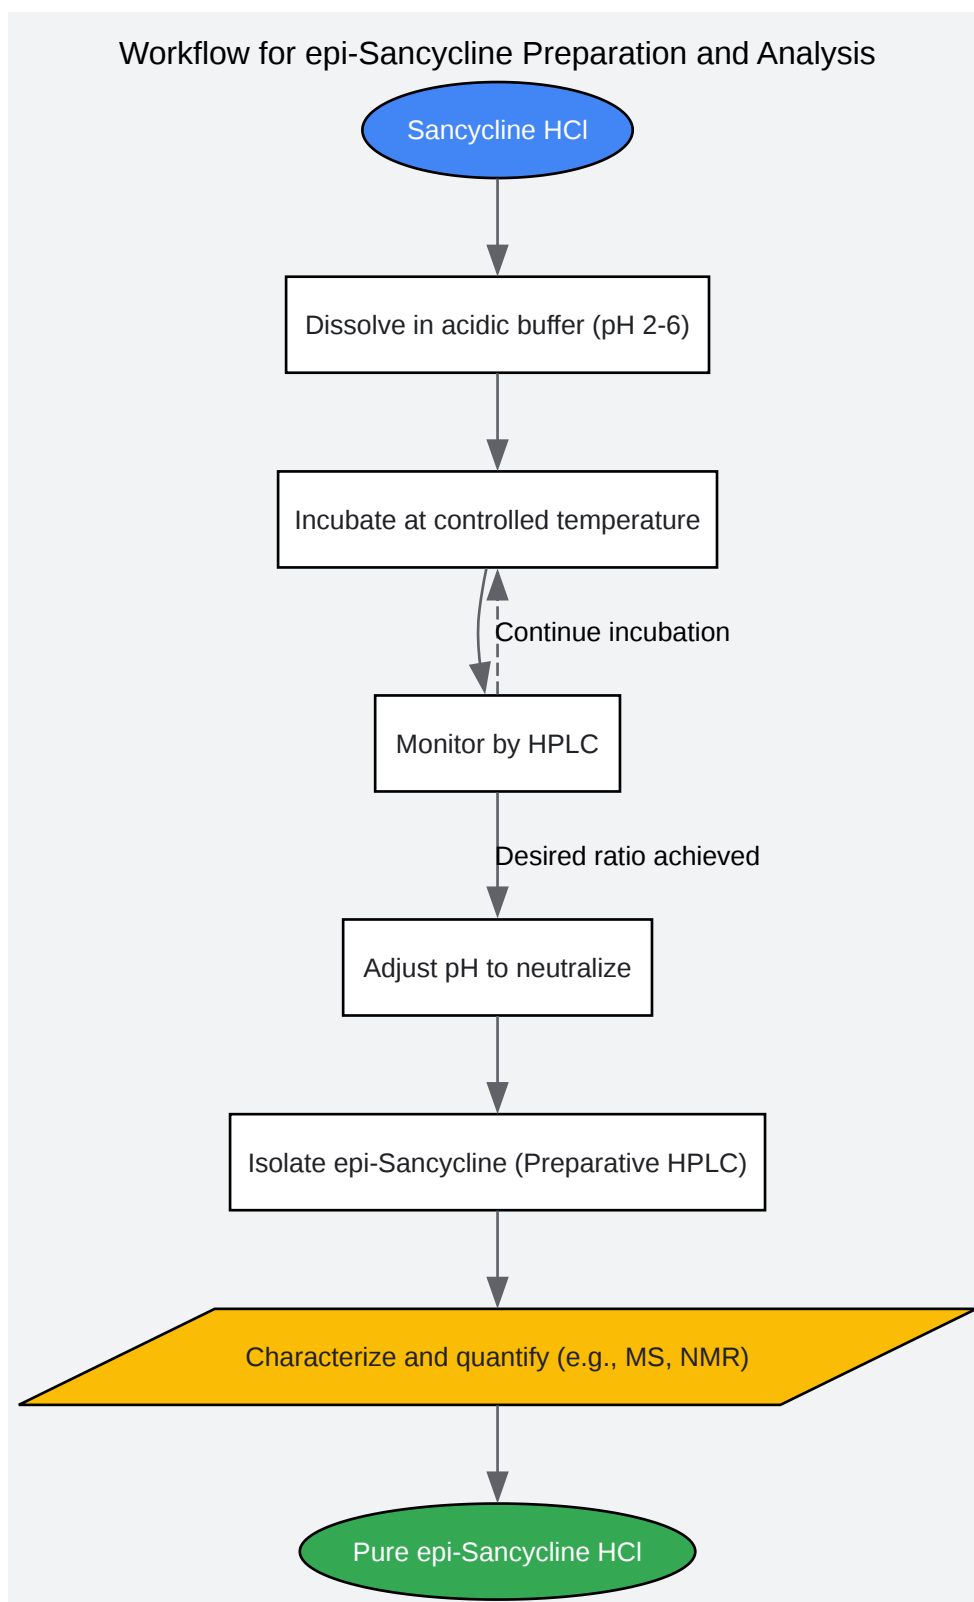 Workflow for epi-Sancycline Preparation and Analysis
Sancycline HCl
Dissolve in acidic buffer (pH 2-6)
Incubate at controlled temperature
Continue incubation
Monitor by HPLC
Desired ratio achieved
Adjust pH to neutralize
Isolate epi-Sancycline (Preparative HPLC)
Characterize and quantify (e.g., MS, NMR)
Pure epi-Sancycline HCl